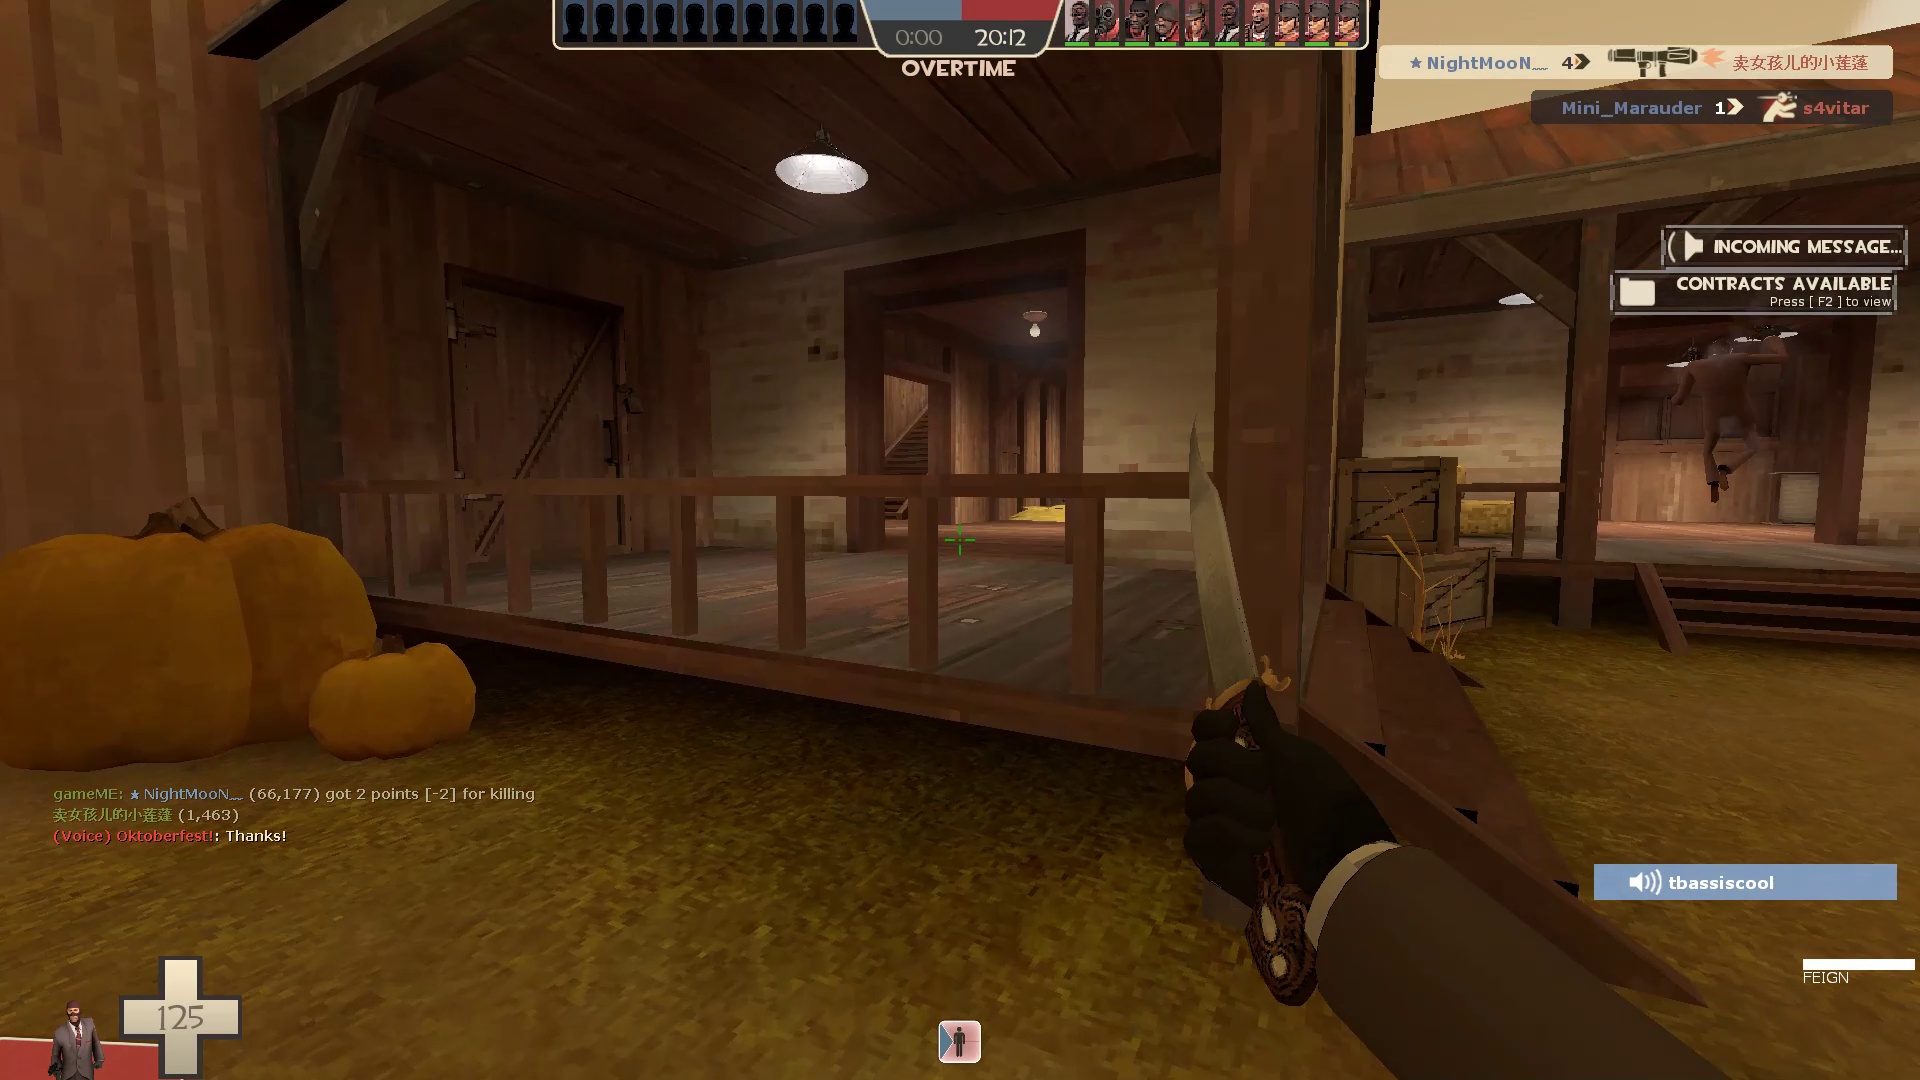 0:00 20:12
OVERTIME
★ NightMooN﹏ 4 卖女孩儿的小莲蓬
Mini_Marauder 1 s4vitar
INCOMING MESSAGE...
CONTRACTS AVAILABLE
Press [ F2 ] to view
gameME: ★ NightMooN﹏ (66,177) got 2 points [-2] for killing
卖女孩儿的小莲蓬 (1,463)
(Voice) Oktoberfest!: Thanks!
tbassiscool
FEIGN
125